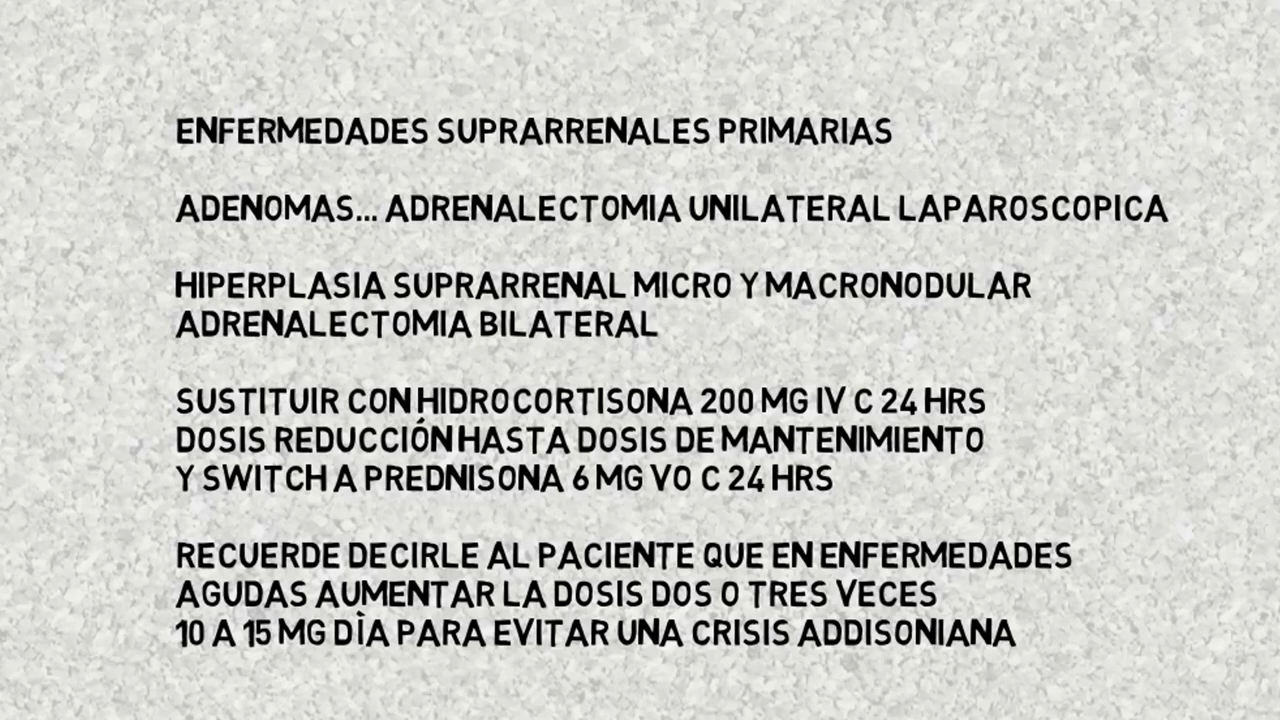 ENFERMEDADES SUPRARRENALES PRIMARIAS
ADENOMAS... ADRENALECTOMIA UNILATERAL LAPAROSCOPICA
HIPERPLASIA SUPRARRENAL MICRO Y MACRONODULAR
ADRENALECTOMIA BILATERAL
SUSTITUIR CON HIDROCORTISONA 200 MG IV C 24 HRS
DOSIS REDUCCIÓN HASTA DOSIS DE MANTENIMIENTO
Y SWITCH A PREDNISONA 6 MG VO C 24 HRS
RECUERDE DECIRLE AL PACIENTE QUE EN ENFERMEDADES
AGUDAS AUMENTAR LA DOSIS DOS O TRES VECES
10 A 15 MG DÌA PARA EVITAR UNA CRISIS ADDISONIANA